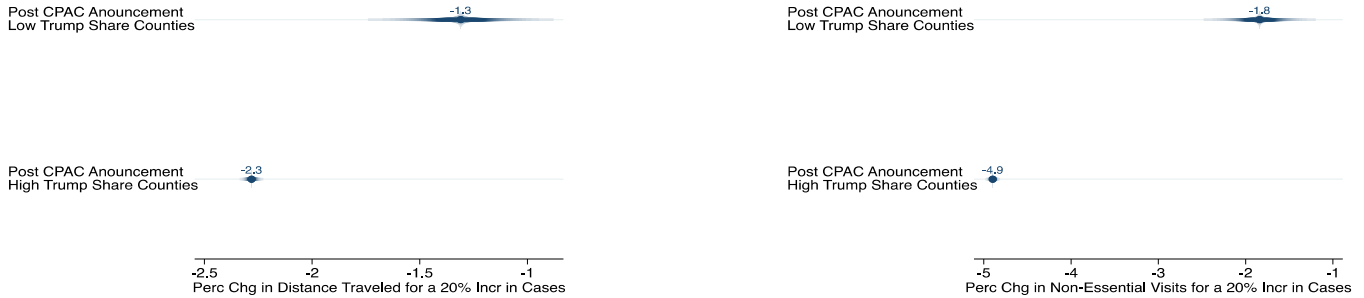 Post CPAC Anouncement
Low Trump Share Counties
-1.3
Post CPAC Anouncement
High Trump Share Counties
-2.3
-2.5 -2 -1.5 -1
Perc Chg in Distance Traveled for a 20% Incr in Cases
Post CPAC Anouncement
Low Trump Share Counties
-1.8
Post CPAC Anouncement
High Trump Share Counties
-4.9
-5 -4 -3 -2 -1
Perc Chg in Non-Essential Visits for a 20% Incr in Cases